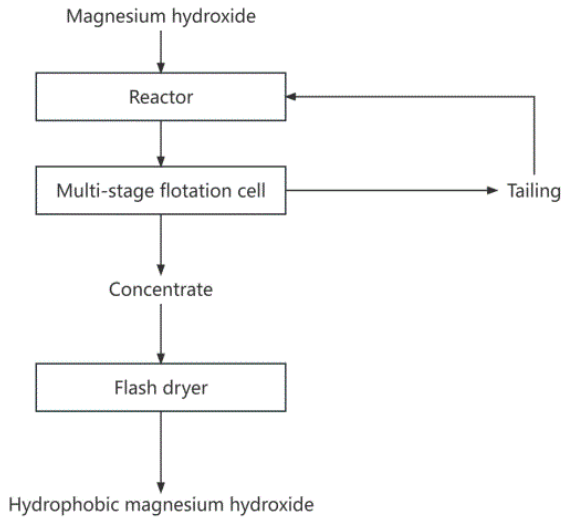 Magnesium hydroxide
Reactor
Multi-stage flotation cell
Tailing
Concentrate
Flash dryer
Hydrophobic magnesium hydroxide